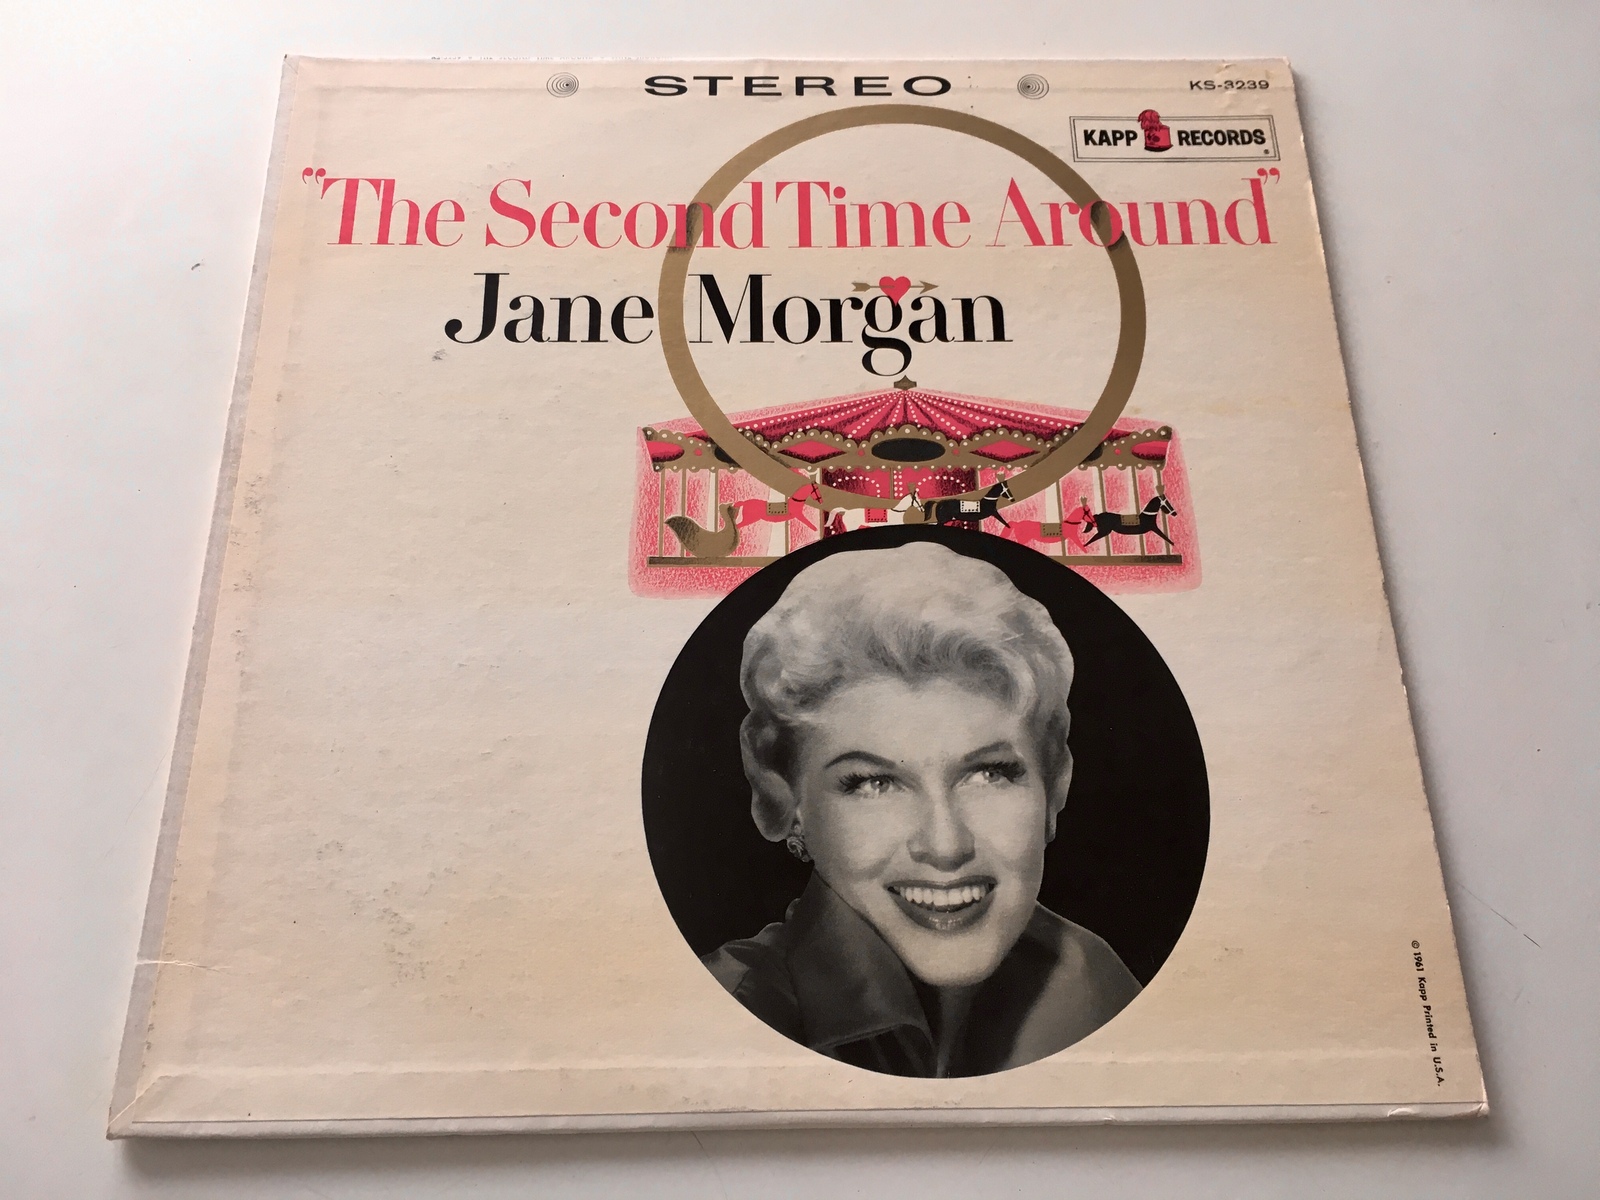 STEREO
KS-3239
KAPP RECORDS
"The Second Time Around"
Jane Morgan
© 1961 Kapp Printed in U.S.A.